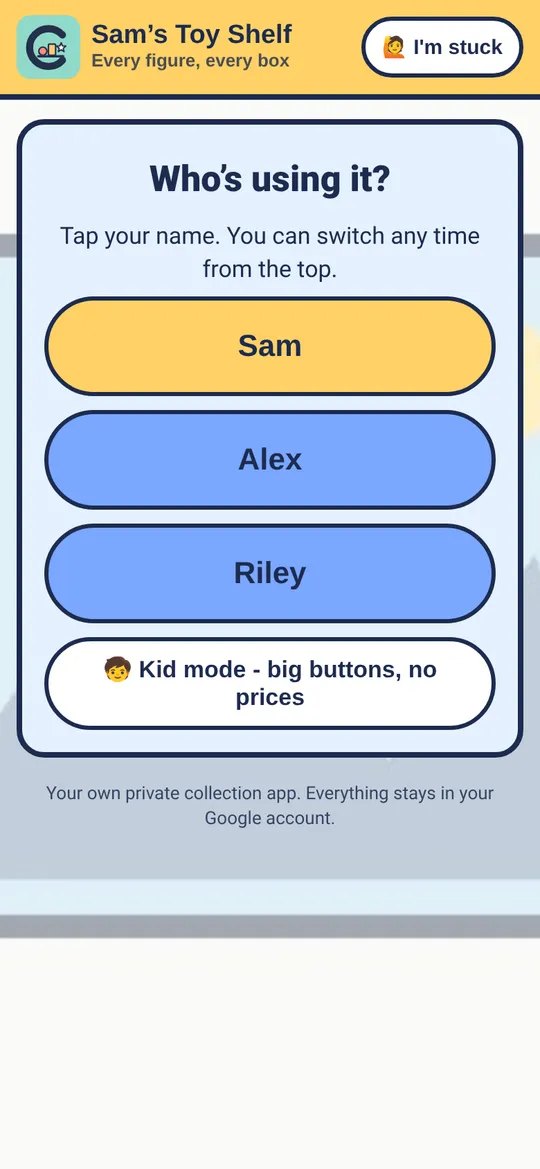 Sam’s Toy Shelf
Every figure, every box
🙋 I'm stuck
Who’s using it?
Tap your name. You can switch any time
from the top.
Sam
Alex
Riley
🧒 Kid mode - big buttons, no
prices
Your own private collection app. Everything stays in your
Google account.